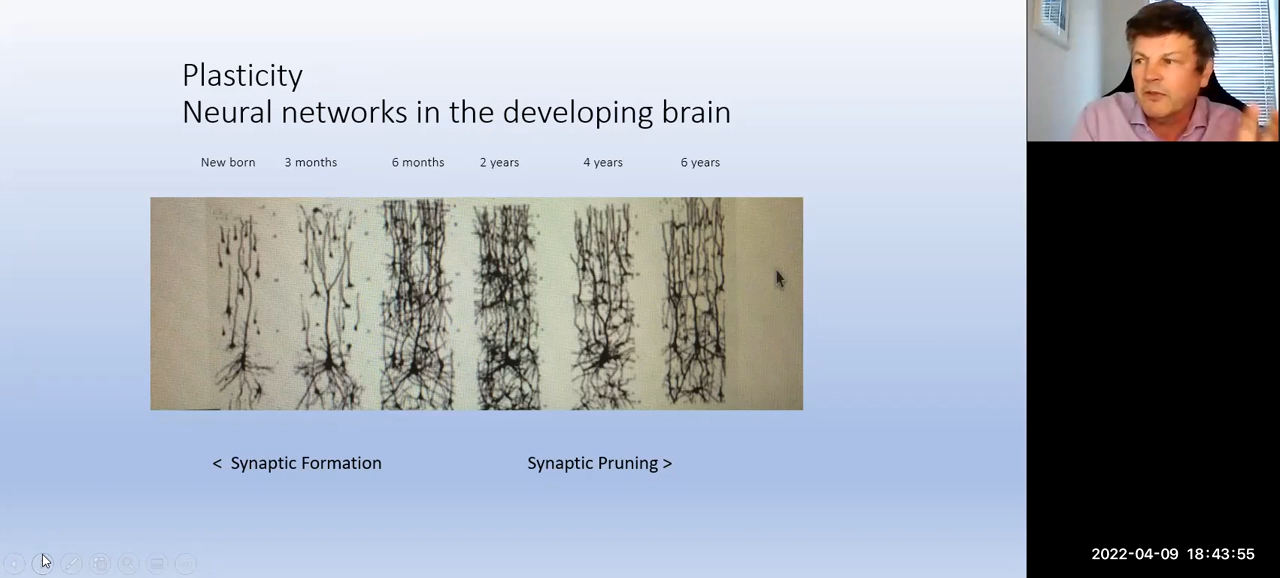 Plasticity
Neural networks in the developing brain
New born 3 months 6 months 2 years 4 years 6 years
< Synaptic Formation Synaptic Pruning >
2022-04-09 18:43:55